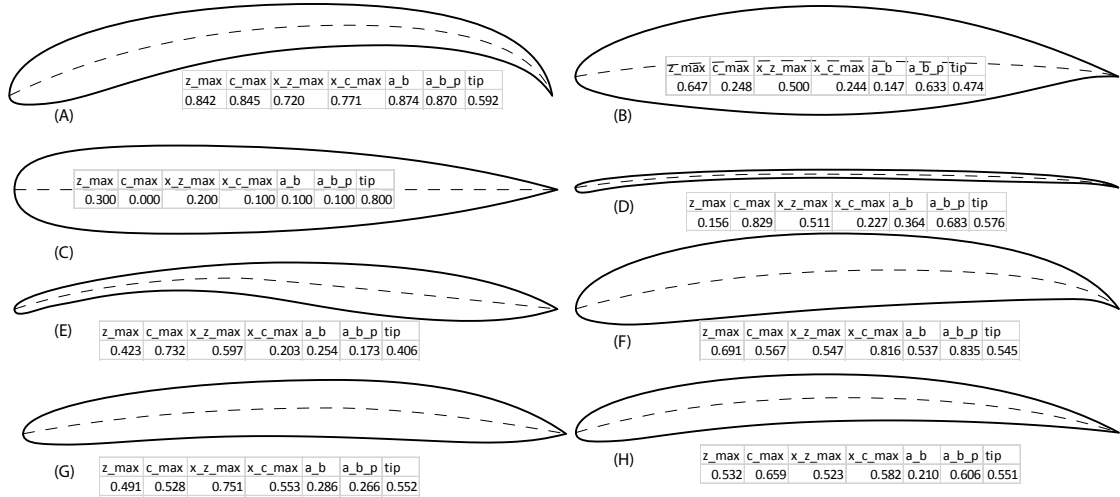 z_max c_max x_z_max x_c_max a_b a_b_p tip
0.842 0.845 0.720 0.771 0.874 0.870 0.592
(A)
z_max c_max x_z_max x_c_max a_b a_b_p tip
0.647 0.248 0.500 0.244 0.147 0.633 0.474
(B)
z_max c_max x_z_max x_c_max a_b a_b_p tip
0.300 0.000 0.200 0.100 0.100 0.100 0.800
(C)
(D)
z_max c_max x_z_max x_c_max a_b a_b_p tip
0.156 0.829 0.511 0.227 0.364 0.683 0.576
(E)
z_max c_max x_z_max x_c_max a_b a_b_p tip
0.423 0.732 0.597 0.203 0.254 0.173 0.406
(F)
z_max c_max x_z_max x_c_max a_b a_b_p tip
0.691 0.567 0.547 0.816 0.537 0.835 0.545
(G)
z_max c_max x_z_max x_c_max a_b a_b_p tip
0.491 0.528 0.751 0.553 0.286 0.266 0.552
(H)
z_max c_max x_z_max x_c_max a_b a_b_p tip
0.532 0.659 0.523 0.582 0.210 0.606 0.551